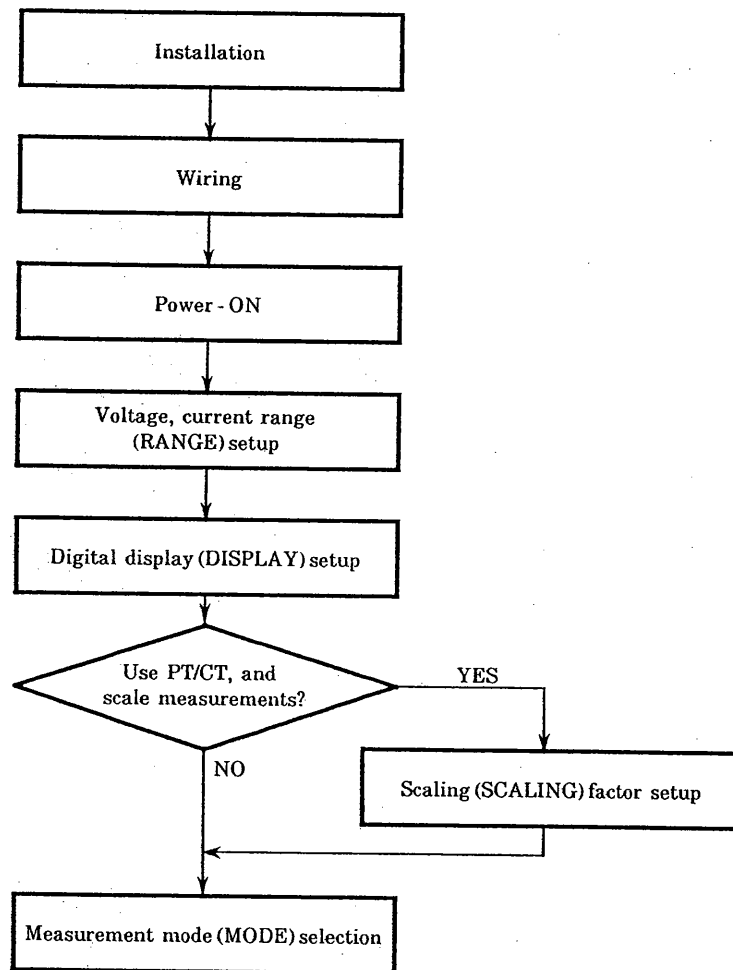 Installation
Wiring
Power - ON
Voltage, current range
(RANGE) setup
Digital display (DISPLAY) setup
Use PT/CT, and
scale measurements?
YES
NO
Scaling (SCALING) factor setup
Measurement mode (MODE) selection